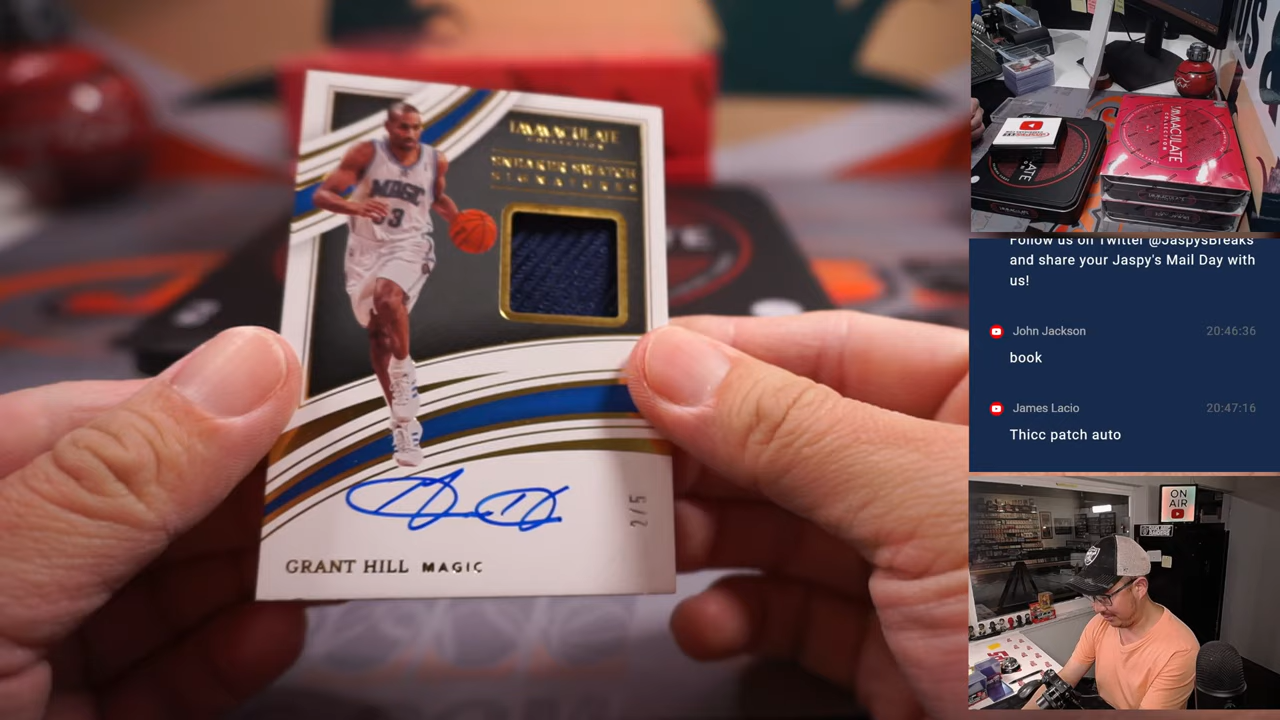 IMMACULATE
COLLECTION
SNEAKER SWATCH
SIGNATURES
MAGIC
33
2/5
GRANT HILL MAGIC
IMMACULATE
COLLECTION
Follow us on Twitter @JaspysBreaks
and share your Jaspy's Mail Day with
us!
John Jackson 20:46:36
book
James Lacio 20:47:16
Thicc patch auto
ON
AIR